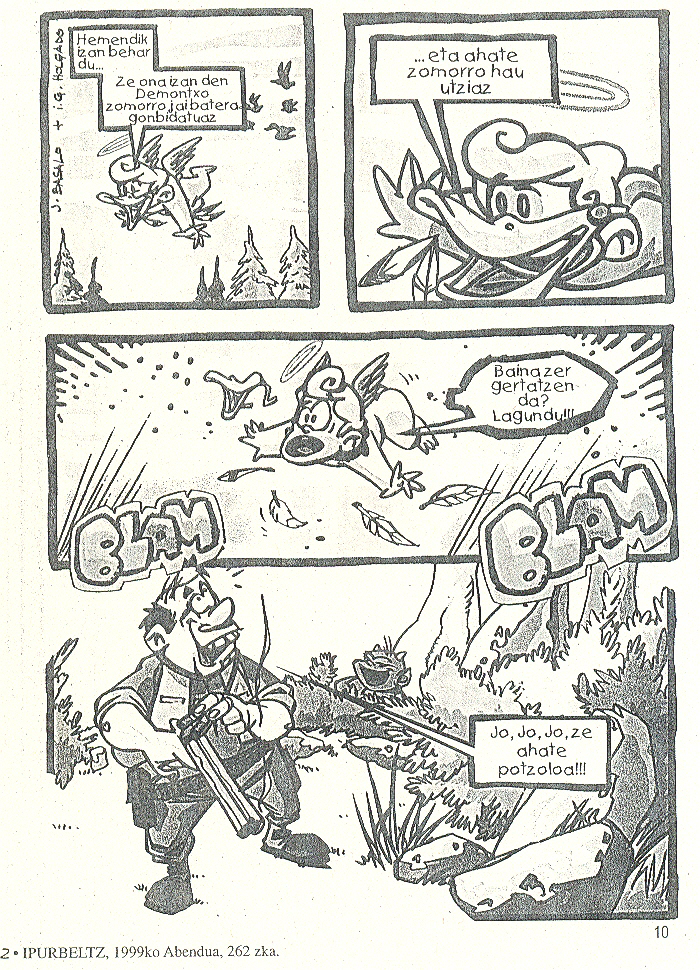 Hemendik
izan behar
du...
Ze ona izan den
Demontxo
zomorro jai batera
gonbidatuaz
J. BASALO + I.G. HOLGADO
...eta ahate
zomorro hau
utziaz
Baina zer
gertatzen
da?
Lagundu!!!
BLAM
BLAM
Jo, Jo, Jo, ze
ahate
potzoloa!!!
10
2 • IPURBELTZ, 1999ko Abendua, 262 zka.